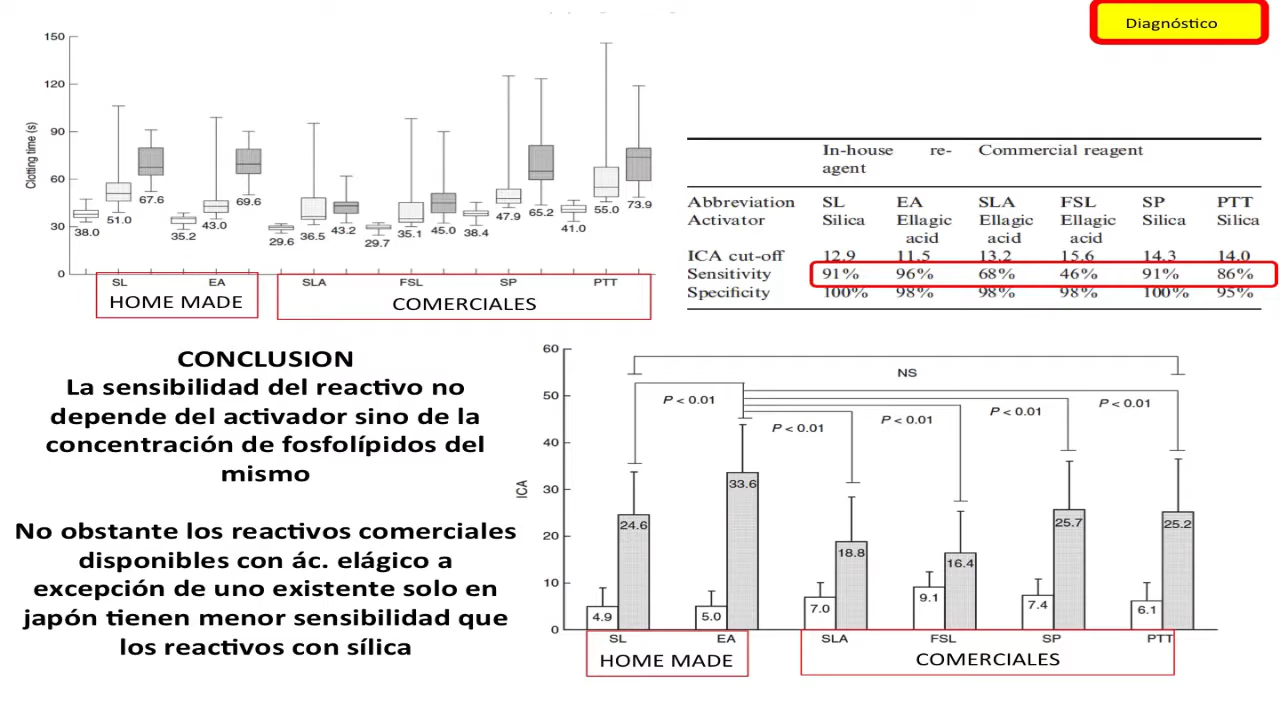 Diagnóstico
150
120
90
60
30
0
Clotting time (s)
38.0
51.0
67.6
35.2
43.0
69.6
29.6
36.5
43.2
29.7
35.1
45.0
38.4
47.9
65.2
41.0
55.0
73.9
SL EA SLA FSL SP PTT
HOME MADE COMERCIALES
In-house re- Commercial reagent
agent
Abbreviation SL EA SLA FSL SP PTT
Activator Silica Ellagic Ellagic Ellagic Silica Silica
acid acid acid
ICA cut-off 12.9 11.5 13.2 15.6 14.3 14.0
Sensitivity 91% 96% 68% 46% 91% 86%
Specificity 100% 98% 98% 98% 100% 95%
CONCLUSION
La sensibilidad del reactivo no
depende del activador sino de la
concentración de fosfolípidos del
mismo
No obstante los reactivos comerciales
disponibles con ác. elágico a
excepción de uno existente solo en
japón tienen menor sensibilidad que
los reactivos con sílica
60
50
40
30
20
10
0
ICA
NS
P < 0.01
P < 0.01
P < 0.01
P < 0.01
P < 0.01
4.9
24.6
5.0
33.6
7.0
18.8
9.1
16.4
7.4
25.7
6.1
25.2
SL EA SLA FSL SP PTT
HOME MADE COMERCIALES